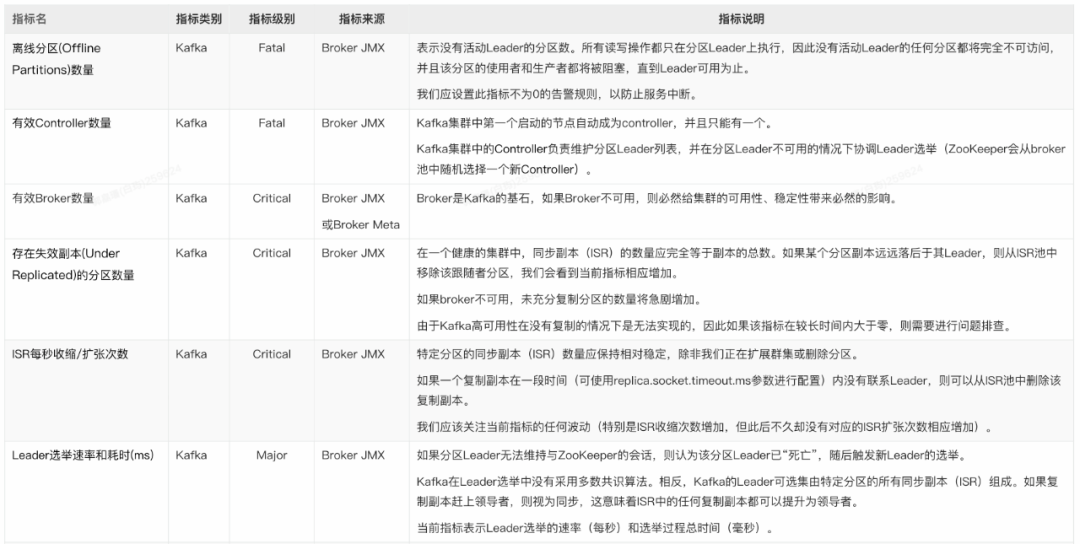 指标名 指标类别 指标级别 指标来源 指标说明
离线分区(Offline Kafka Fatal Broker JMX 表示没有活动Leader的分区数。所有读写操作都只在分区Leader上执行，因此没有活动Leader的任何分区都将完全不可访问，
Partitions)数量 并且该分区的使用者和生产者都将被阻塞，直到Leader可用为止。
我们应设置此指标不为0的告警规则，以防止服务中断。
有效Controller数量 Kafka Fatal Broker JMX Kafka集群中第一个启动的节点自动成为controller，并且只能有一个。
Kafka集群中的Controller负责维护分区Leader列表，并在分区Leader不可用的情况下协调Leader选举（ZooKeeper会从broker
池中随机选择一个新Controller）。
有效Broker数量 Kafka Critical Broker JMX Broker是Kafka的基石，如果Broker不可用，则必然给集群的可用性、稳定性带来必然的影响。
或Broker Meta
存在失效副本(Under Kafka Critical Broker JMX 在一个健康的集群中，同步副本（ISR）的数量应完全等于副本的总数。如果某个分区副本远远落后于其Leader，则从ISR池中
Replicated)的分区数量 移除该跟随者分区，我们会看到当前指标相应增加。
如果broker不可用，未充分复制分区的数量将急剧增加。
由于Kafka高可用性在没有复制的情况下是无法实现的，因此如果该指标在较长时间内大于零，则需要进行问题排查。
ISR每秒收缩/扩张次数 Kafka Critical Broker JMX 特定分区的同步副本（ISR）数量应保持相对稳定，除非我们正在扩展群集或删除分区。
如果一个复制副本在一段时间（可使用replica.socket.timeout.ms参数进行配置）内没有联系Leader，则可以从ISR池中删除该
复制副本。
我们应该关注当前指标的任何波动（特别是ISR收缩次数增加，但此后不久却没有对应的ISR扩张次数相应增加）。
Leader选举速率和耗时(ms) Kafka Major Broker JMX 如果分区Leader无法维持与ZooKeeper的会话，则认为该分区Leader已“死亡”，随后触发新Leader的选举。
Kafka在Leader选举中没有采用多数共识算法。相反，Kafka的Leader可选集由特定分区的所有同步副本（ISR）组成。如果复
制副本赶上领导者，则视为同步，这意味着ISR中的任何复制副本都可以提升为领导者。
当前指标表示Leader选举的速率（每秒）和选举过程总时间（毫秒）。